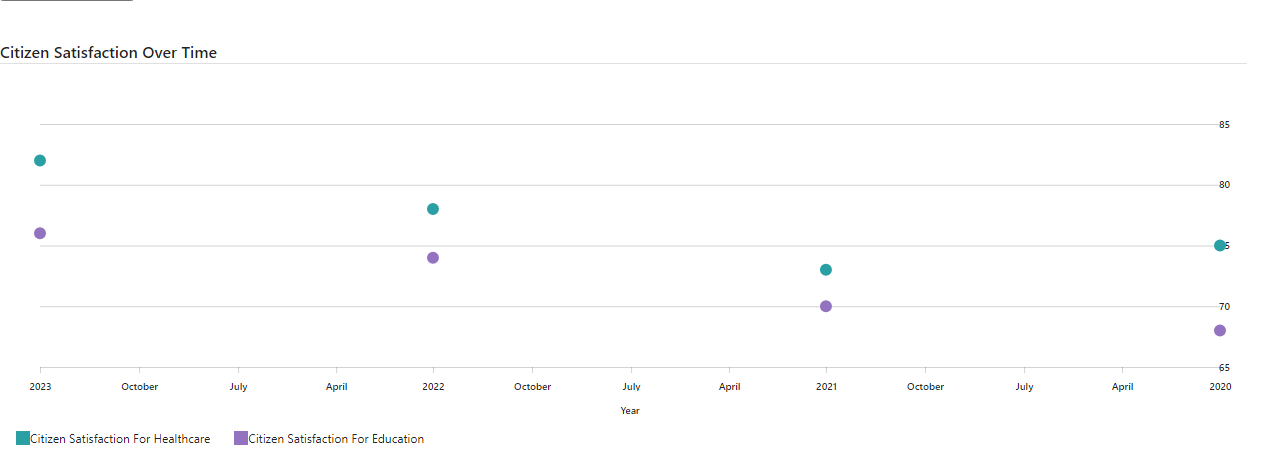 Citizen Satisfaction Over Time
85
80
5
70
65
2023 October July April 2022 October July April 2021 October July April 2020
Year
Citizen Satisfaction For Healthcare Citizen Satisfaction For Education